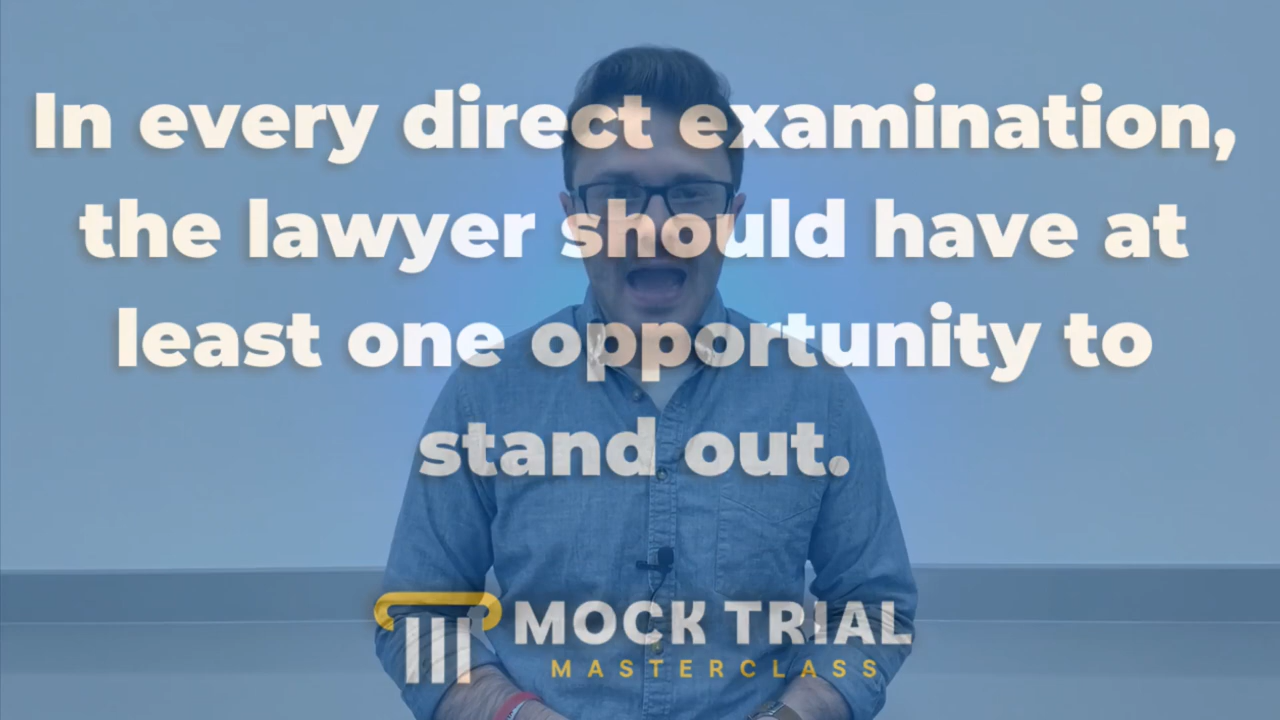 In every direct examination,
the lawyer should have at
least one opportunity to
stand out.
MOCK TRIAL
MASTERCLASS